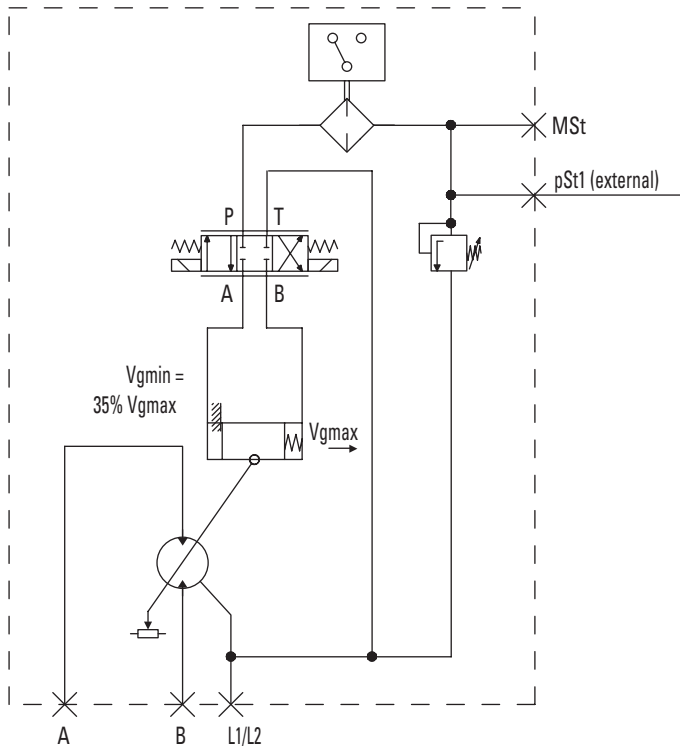 MSt
pSt1 (external)
P T
A B
Vgmin =
35% Vgmax
Vgmax
A B L1/L2